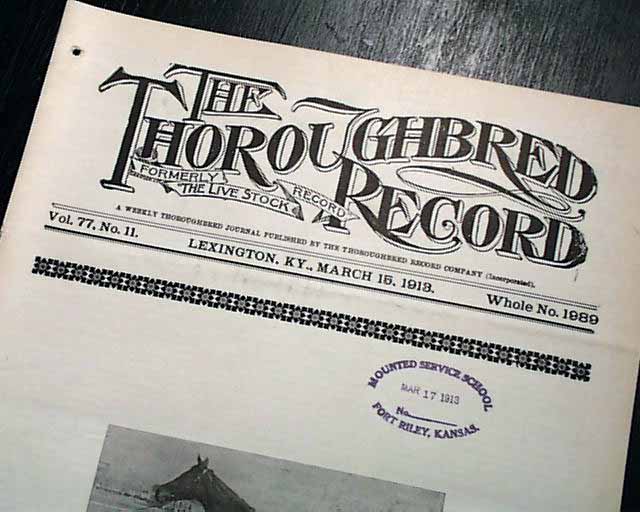 THE
THOROUGHBRED
RECORD
FORMERLY
THE LIVE STOCK RECORD
A WEEKLY THOROUGHBRED JOURNAL PUBLISHED BY THE THOROUGHBRED RECORD COMPANY (Incorporated).
Vol. 77, No. 11. LEXINGTON, KY., MARCH 15, 1913. Whole No. 1989
MOUNTED SERVICE SCHOOL
MAR 17 1913
No.
FORT RILEY, KANSAS.